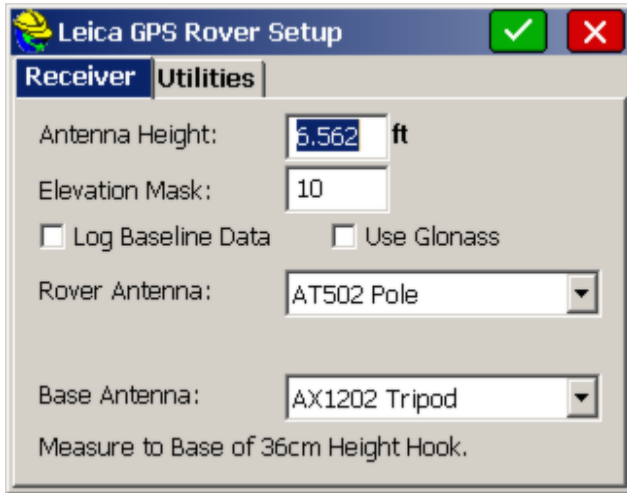 Leica GPS Rover Setup
Receiver Utilities
Antenna Height: 6.562 ft
Elevation Mask: 10
Log Baseline Data Use Glonass
Rover Antenna: AT502 Pole
Base Antenna: AX1202 Tripod
Measure to Base of 36cm Height Hook.